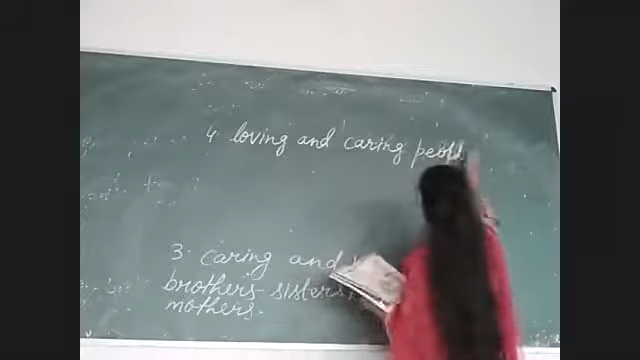 4. loving and caring peopl
3. caring and
brothers-sisters,
mothers.